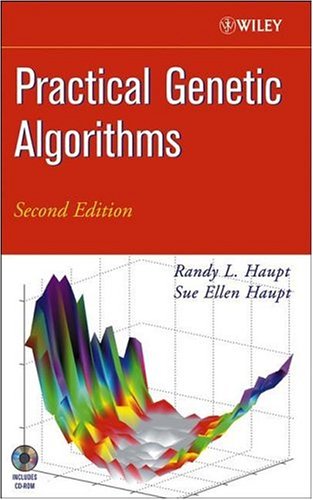 WILEY
Practical Genetic
Algorithms
Second Edition
Randy L. Haupt
Sue Ellen Haupt
INCLUDES
CD-ROM